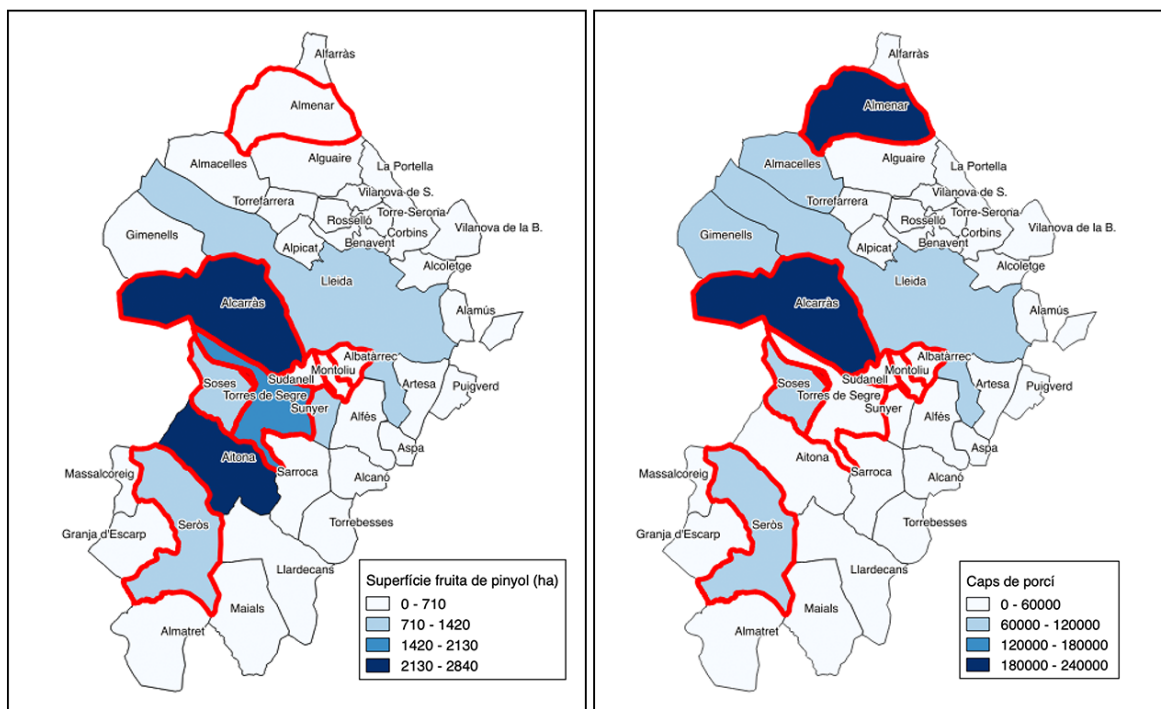 Alfarràs
Almenar
Almacelles
Alguaire
La Portella
Vilanova de S.
Torrefarrera
Rosselló
Torre-Serona
Corbins
Vilanova de la B.
Benavent
Alpicat
Gimenells
Alcoletge
Lleida
Alamús
Alcarràs
Albatàrrec
Montoliu
Sudanell
Soses
Torres de Segre
Artesa
Puigverd
Sunyer
Alfés
Aspa
Aitona
Sarroca
Alcanó
Massalcoreig
Granja d'Escarp
Seròs
Torrebesses
Llardecans
Maials
Almatret
Superfície fruita de pinyol (ha)
0 - 710
710 - 1420
1420 - 2130
2130 - 2840
Alfarràs
Almenar
Almacelles
Alguaire
La Portella
Vilanova de S.
Torrefarrera
Rosselló
Torre-Serona
Corbins
Vilanova de la B.
Benavent
Alpicat
Gimenells
Alcoletge
Lleida
Alamús
Alcarràs
Albatàrrec
Montoliu
Sudanell
Soses
Torres de Segre
Artesa
Puigverd
Sunyer
Alfés
Aspa
Aitona
Sarroca
Alcanó
Massalcoreig
Granja d'Escarp
Seròs
Torrebesses
Llardecans
Maials
Almatret
Caps de porcí
0 - 60000
60000 - 120000
120000 - 180000
180000 - 240000